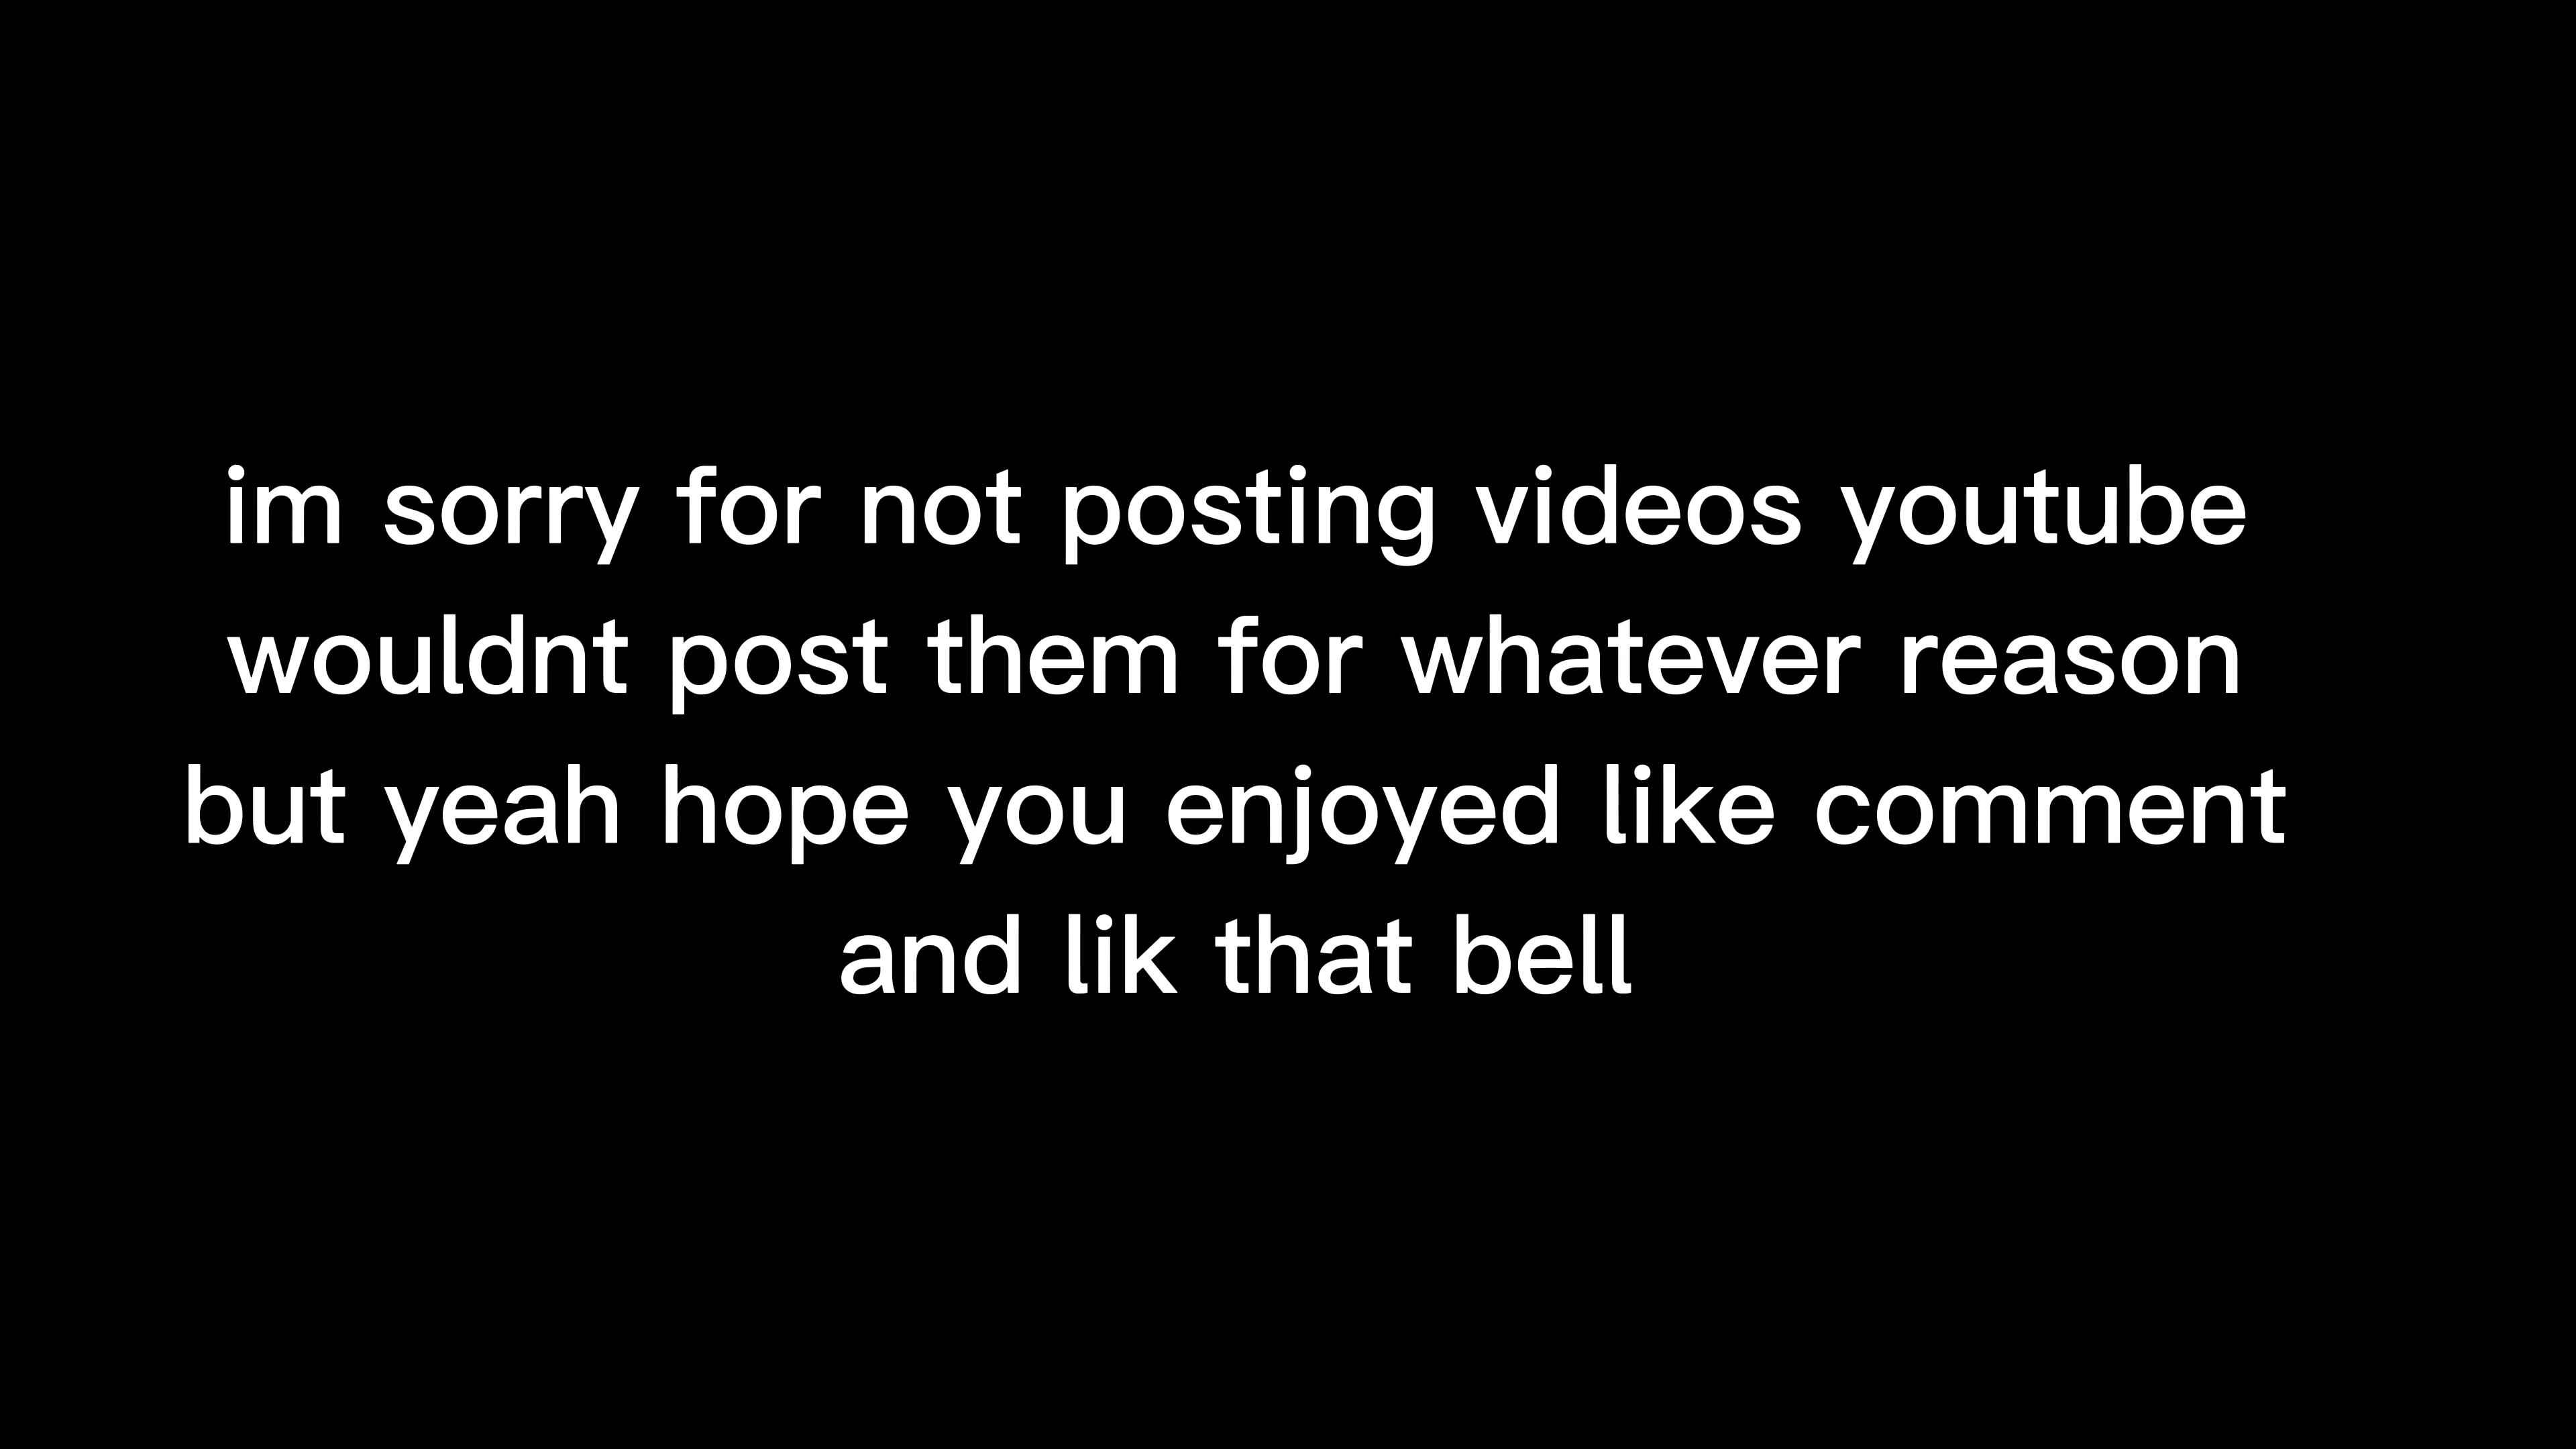 im sorry for not posting videos youtube
wouldnt post them for whatever reason
but yeah hope you enjoyed like comment
and lik that bell